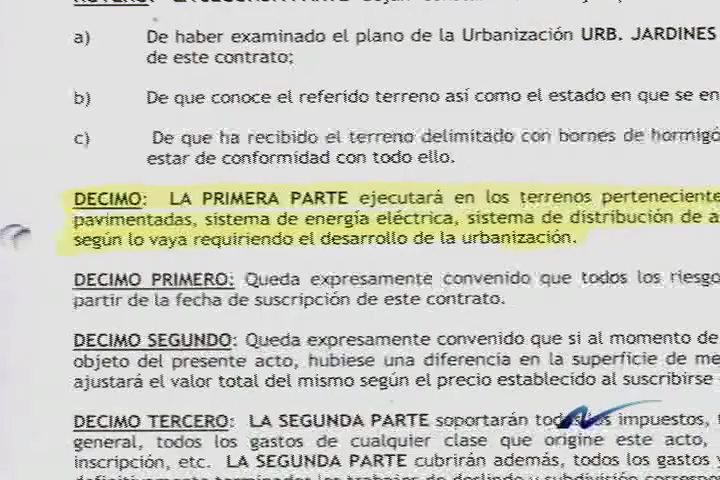 a) De haber examinado el plano de la Urbanización URB. JARDINES
de este contrato;
b) De que conoce el referido terreno así como el estado en que se en
c) De que ha recibido el terreno delimitado con bornes de hormigó
estar de conformidad con todo ello.
DECIMO: LA PRIMERA PARTE ejecutará en los terrenos perteneciente
pavimentadas, sistema de energía eléctrica, sistema de distribución de a
según lo vaya requiriendo el desarrollo de la urbanización.
DECIMO PRIMERO: Queda expresamente convenido que todos los riesgo
partir de la fecha de suscripción de este contrato.
DECIMO SEGUNDO: Queda expresamente convenido que si al momento de
objeto del presente acto, hubiese una diferencia en la superficie de me
ajustará el valor total del mismo según el precio establecido al suscribirse
DECIMO TERCERO: LA SEGUNDA PARTE soportarán todos los impuestos,
general, todos los gastos de cualquier clase que origine este acto,
inscripción, etc. LA SEGUNDA PARTE cubrirán además, todos los gastos y